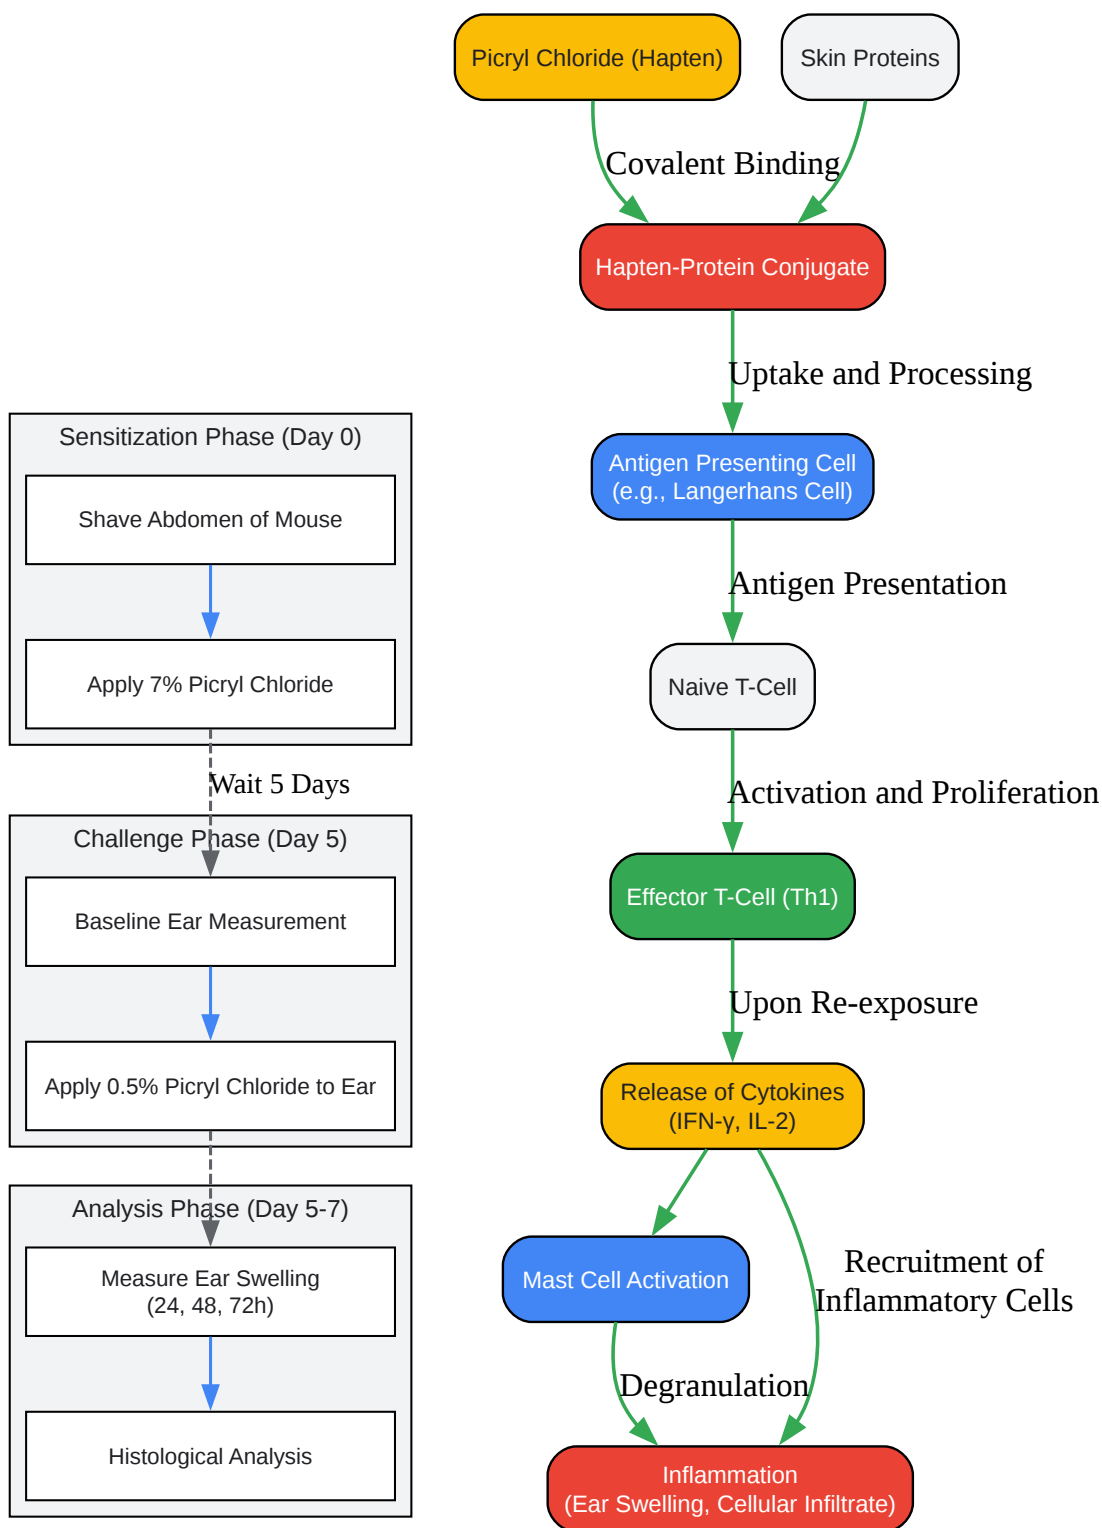 Picryl Chloride (Hapten)
Skin Proteins
Covalent Binding
Hapten-Protein Conjugate
Uptake and Processing
Antigen Presenting Cell
(e.g., Langerhans Cell)
Antigen Presentation
Naive T-Cell
Activation and Proliferation
Effector T-Cell (Th1)
Upon Re-exposure
Release of Cytokines
(IFN-γ, IL-2)
Mast Cell Activation
Recruitment of
Inflammatory Cells
Degranulation
Inflammation
(Ear Swelling, Cellular Infiltrate)
Sensitization Phase (Day 0)
Shave Abdomen of Mouse
Apply 7% Picryl Chloride
Wait 5 Days
Challenge Phase (Day 5)
Baseline Ear Measurement
Apply 0.5% Picryl Chloride to Ear
Analysis Phase (Day 5-7)
Measure Ear Swelling
(24, 48, 72h)
Histological Analysis